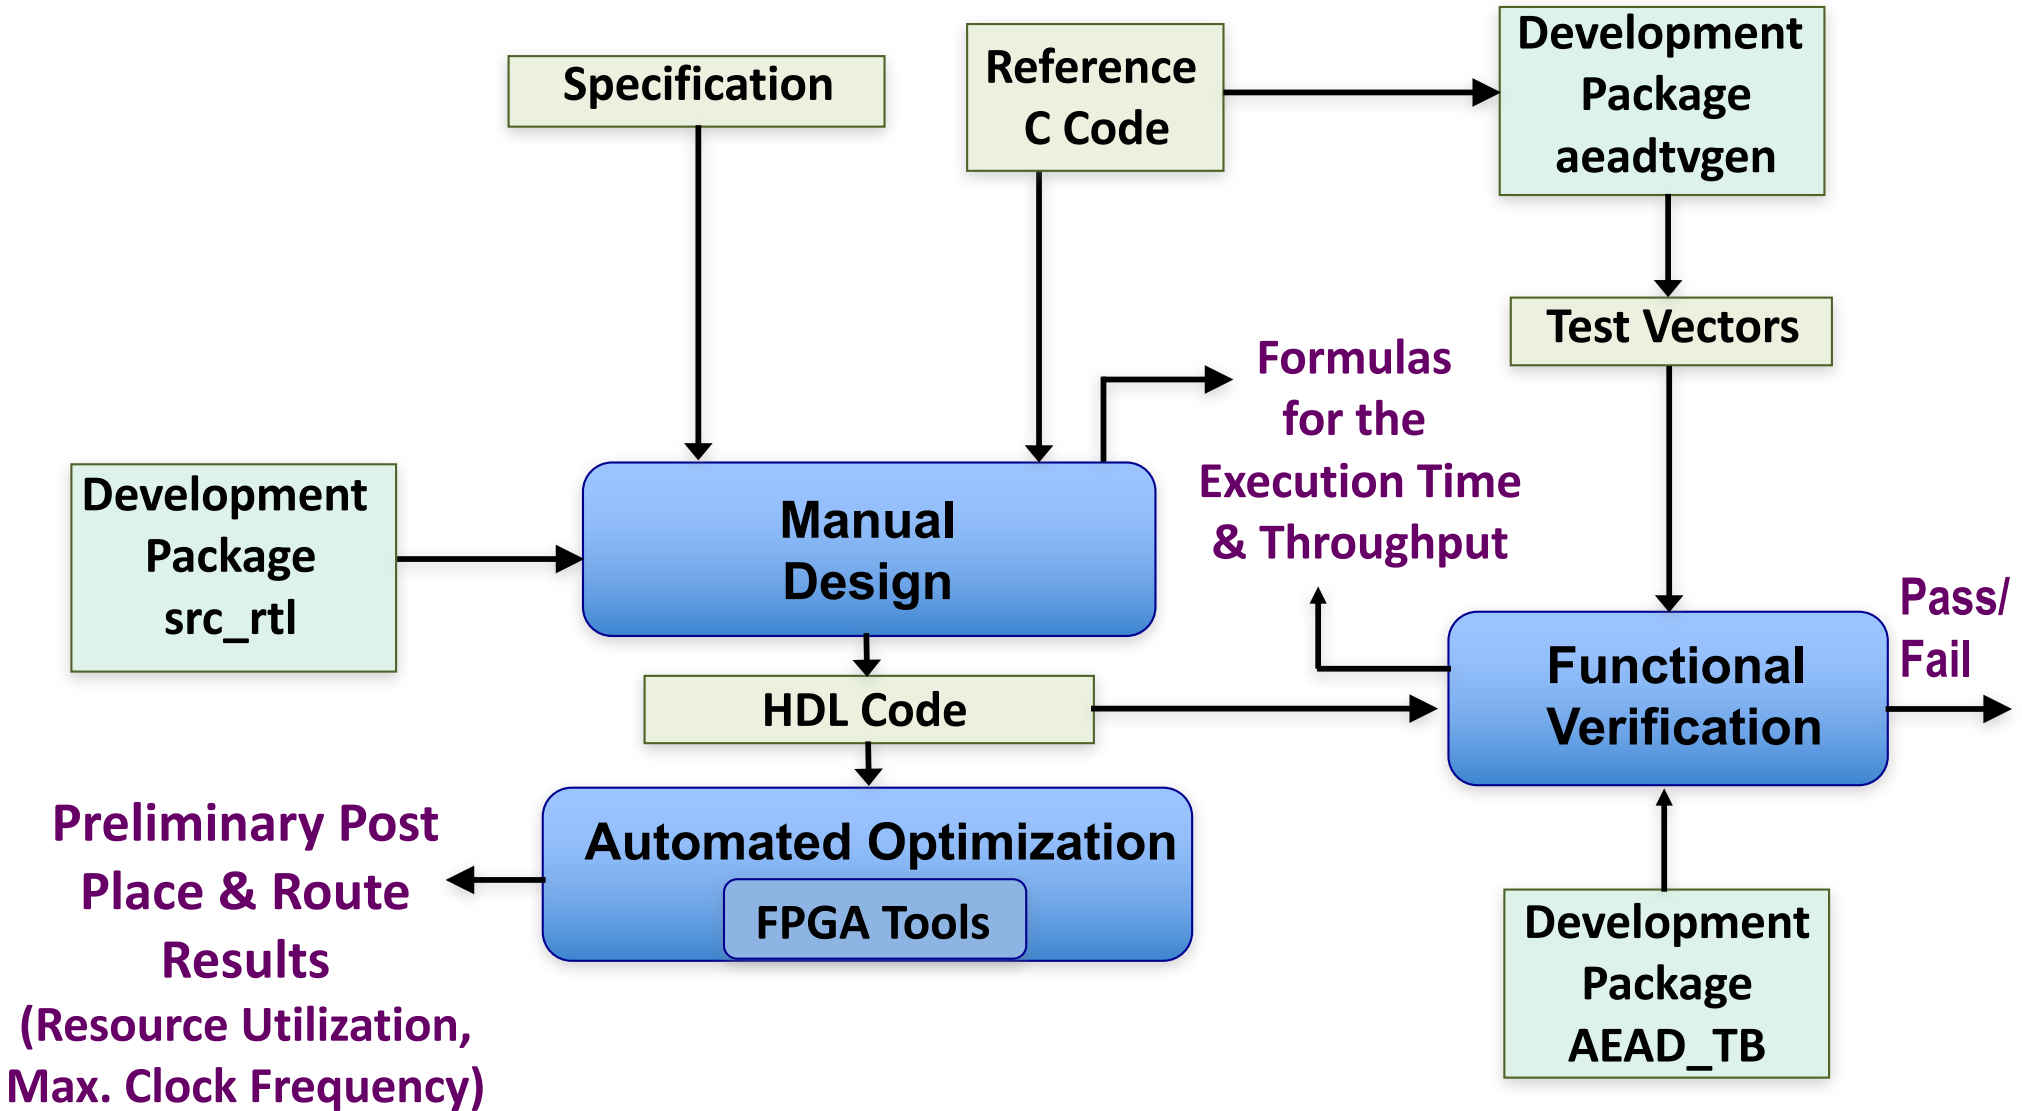 Specification
Reference
C Code
Development
Package
aeadtvgen
Test Vectors
Formulas
for the
Execution Time
& Throughput
Development
Package
src_rtl
Manual
Design
Pass/
Fail
Functional
Verification
HDL Code
Automated Optimization
FPGA Tools
Preliminary Post
Place & Route
Results
(Resource Utilization,
Max. Clock Frequency)
Development
Package
AEAD_TB